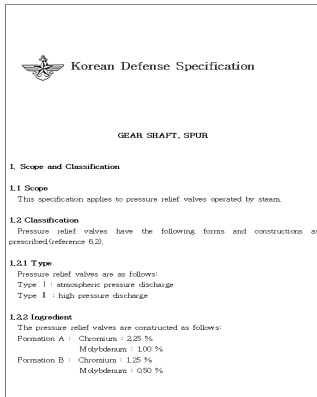 Korean Defense Specification
GEAR SHAFT, SPUR
1. Scope and Classification
1.1 Scope
This specification applies to pressure relief valves operated by steam.
1.2 Classification
Pressure relief valves have the following forms and constructions as
prescribed.(reference 6.2).
1.2.1 Type
Pressure relief valves are as follows:
Type Ⅰ : atmospheric pressure discharge
Type Ⅱ : high pressure discharge
1.2.2 Ingredient
The pressure relief valves are constructed as follows:
Formation A : Chromium : 2.25 %
Molybdenum : 1.00 %
Formation B : Chromium : 1.25 %
Molybdenum : 0.50 %